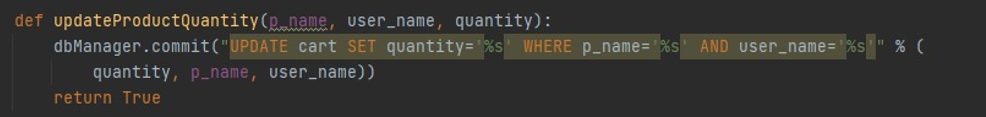 def updateProductQuantity(p_name, user_name, quantity):
    dbManager.commit("UPDATE cart SET quantity='%s' WHERE p_name='%s' AND user_name='%s'" % (
        quantity, p_name, user_name))
    return True